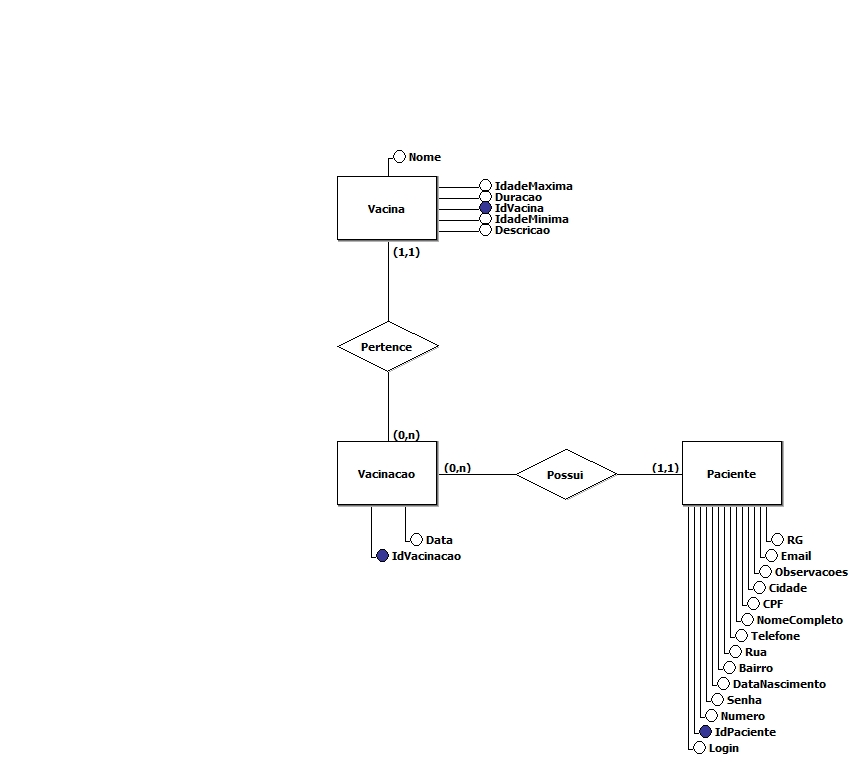 Nome
IdadeMaxima
Duracao
IdVacina
IdadeMinima
Descricao
Vacina
(1,1)
Pertence
(0,n)
Vacinacao
(0,n)
Possui
(1,1)
Paciente
Data
IdVacinacao
RG
Email
Observacoes
Cidade
CPF
NomeCompleto
Telefone
Rua
Bairro
DataNascimento
Senha
Numero
IdPaciente
Login